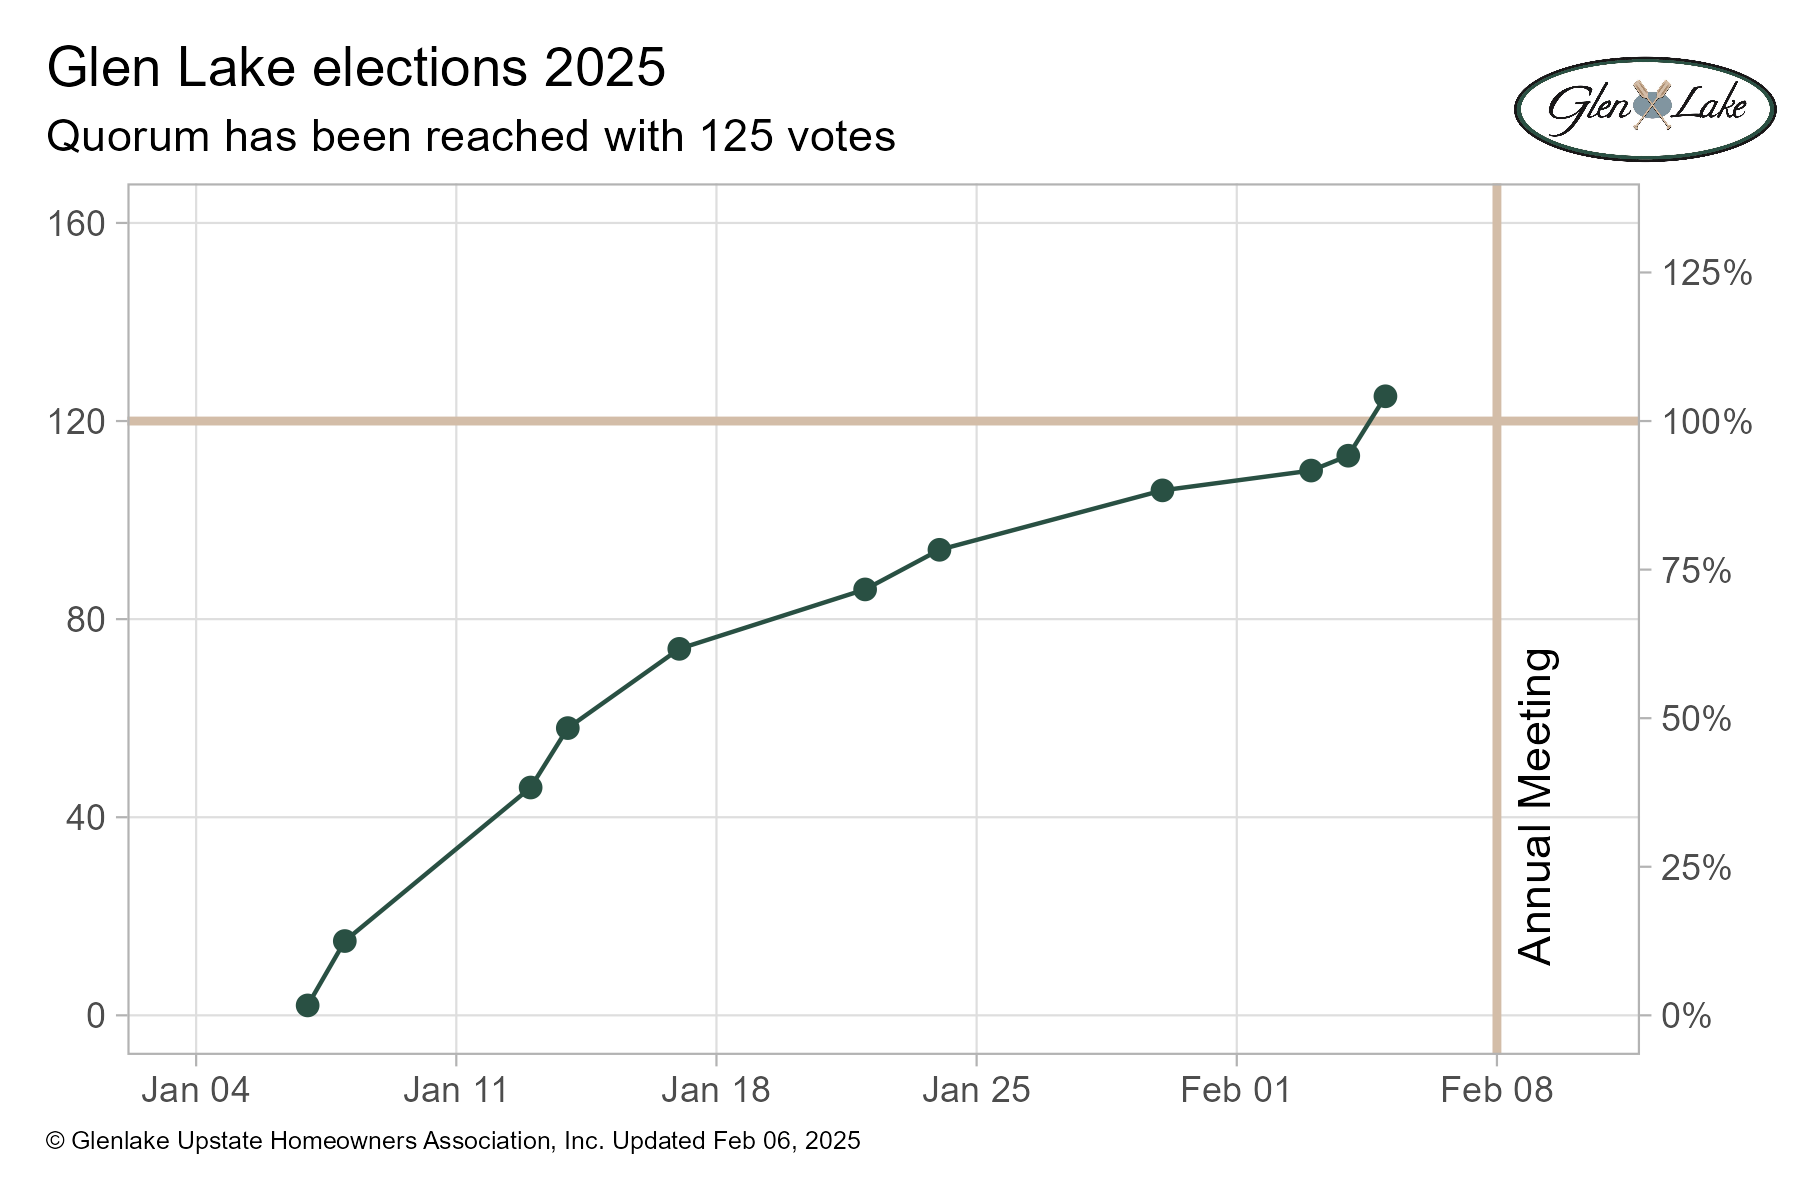 Glen Lake elections 2025
Quorum has been reached with 125 votes
Glen Lake
160
120
80
40
0
125%
100%
75%
50%
25%
0%
Annual Meeting
Jan 04
Jan 11
Jan 18
Jan 25
Feb 01
Feb 08
© Glenlake Upstate Homeowners Association, Inc. Updated Feb 06, 2025